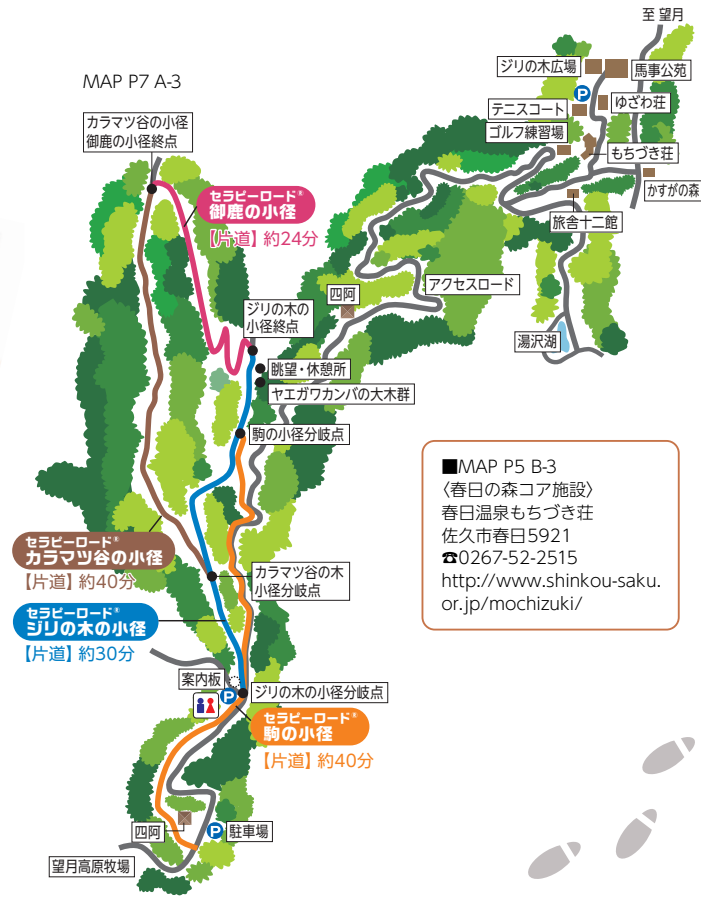 至 望月
MAP P7 A-3
ジリの木広場
馬事公苑
P
テニスコート
ゆざわ荘
ゴルフ練習場
もちづき荘
かすがの森
旅舎十二館
カラマツ谷の小径
御鹿の小径終点
セラピーロード®
御鹿の小径
【片道】約24分
アクセスロード
四阿
ジリの木の
小径終点
湯沢湖
眺望・休憩所
ヤエガワカンバの大木群
駒の小径分岐点
■MAP P5 B-3
〈春日の森コア施設〉
春日温泉もちづき荘
佐久市春日5921
☎0267-52-2515
http://www.shinkou-saku.
or.jp/mochizuki/
セラピーロード®
カラマツ谷の小径
【片道】約40分
カラマツ谷の木
小径分岐点
セラピーロード®
ジリの木の小径
【片道】約30分
案内板
P
ジリの木の小径分岐点
セラピーロード®
駒の小径
【片道】約40分
四阿
P
駐車場
望月高原牧場